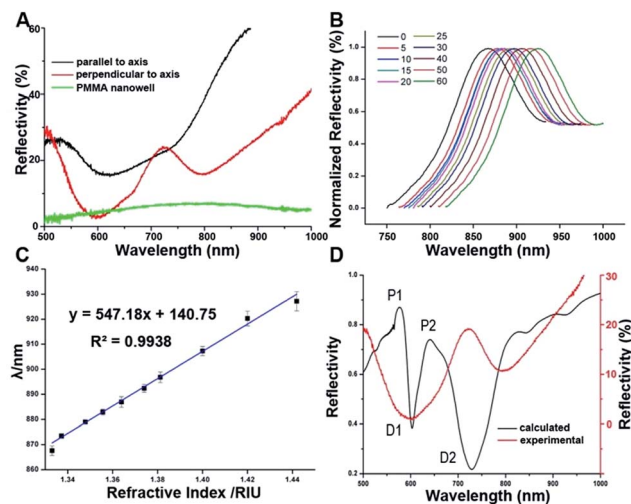 A
parallel to axis
perpendicular to axis
PMMA nanowell
60
40
20
0
Reflectivity (%)
500 600 700 800 900 1000
Wavelength (nm)
B
0 25
5 30
10 40
15 50
20 60
1.0
0.8
0.6
0.4
0.2
0.0
Normalized Reflectivity (%)
750 800 850 900 950 1000
Wavelength (nm)
C
y = 547.18x + 140.75
R² = 0.9938
930
920
910
900
890
880
870
860
λ/nm
1.34 1.36 1.38 1.40 1.42 1.44
Refractive Index /RIU
D
P1
P2
D1
D2
calculated
experimental
1.0
0.8
0.6
0.4
0.2
Reflectivity
30
20
10
0
Reflectivity (%)
500 600 700 800 900 1000
Wavelength (nm)